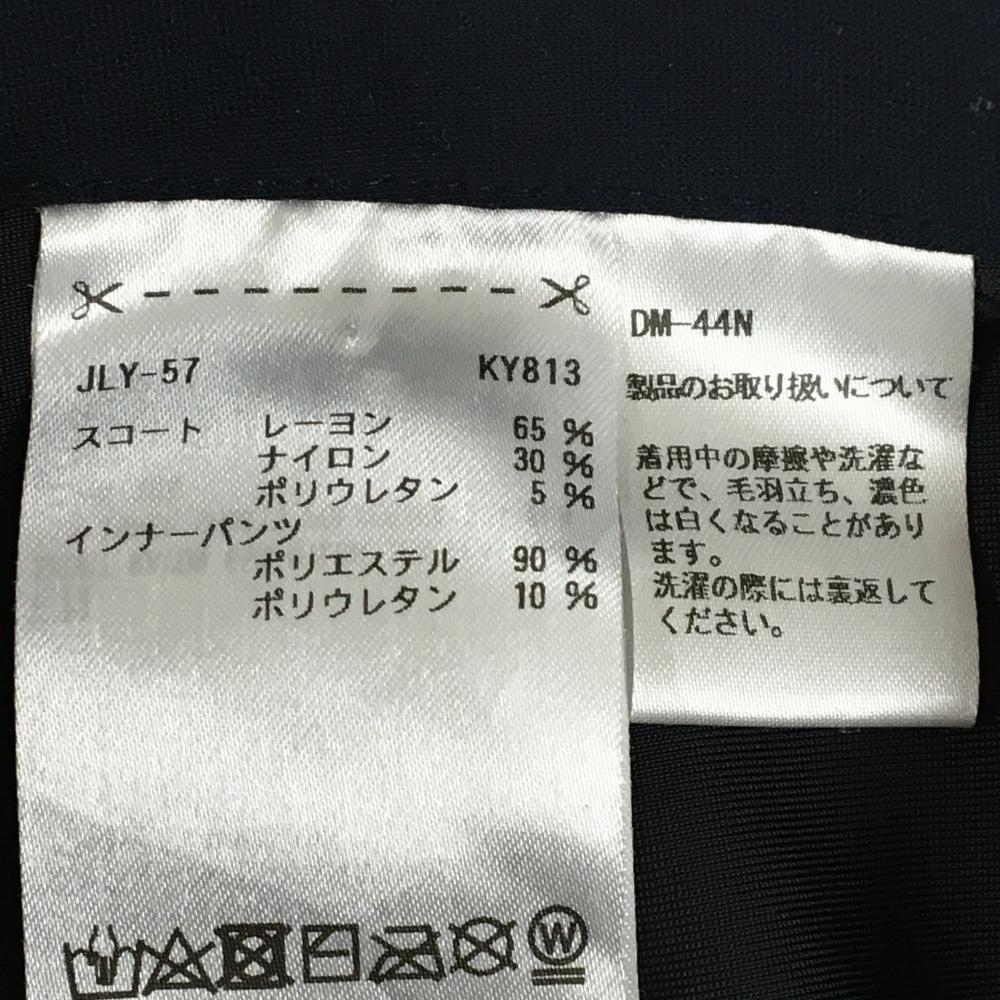 JLY-57 KY813
スコート レーヨン 65 %
ナイロン 30 %
ポリウレタン 5 %
インナーパンツ
ポリエステル 90 %
ポリウレタン 10 %
W
DM-44N
製品のお取り扱いについて
着用中の摩擦や洗濯な
どで、毛羽立ち、濃色
は白くなることがあり
ます。
洗濯の際には裏返して
ください。